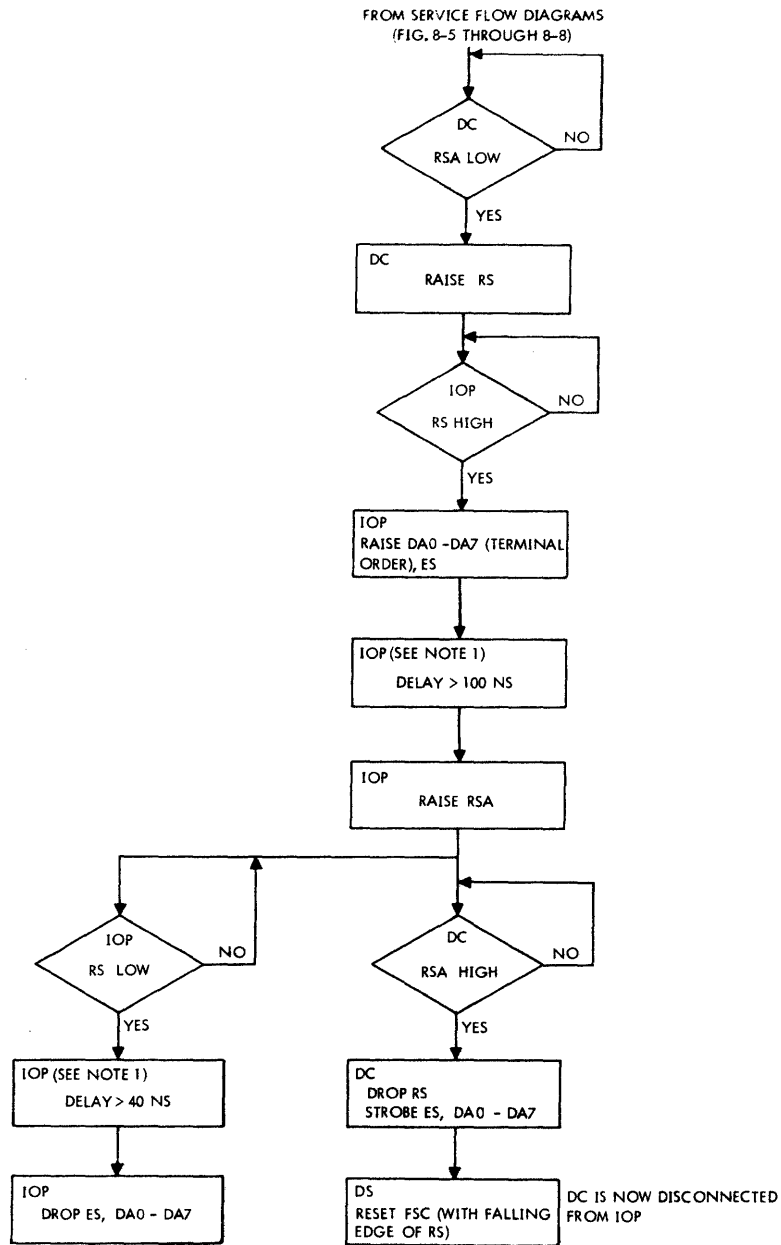 FROM SERVICE FLOW DIAGRAMS
(FIG. 8-5 THROUGH 8-8)
DC
RSA LOW
NO
YES
DC
RAISE RS
IOP
RS HIGH
NO
YES
IOP
RAISE DA0 -DA7 (TERMINAL
ORDER), ES
IOP (SEE NOTE 1)
DELAY > 100 NS
IOP
RAISE RSA
IOP
RS LOW
NO
YES
DC
RSA HIGH
NO
YES
IOP (SEE NOTE 1)
DELAY > 40 NS
DC
DROP RS
STROBE ES, DA0 - DA7
IOP
DROP ES, DA0 - DA7
DS
RESET FSC (WITH FALLING
EDGE OF RS)
DC IS NOW DISCONNECTED
FROM IOP